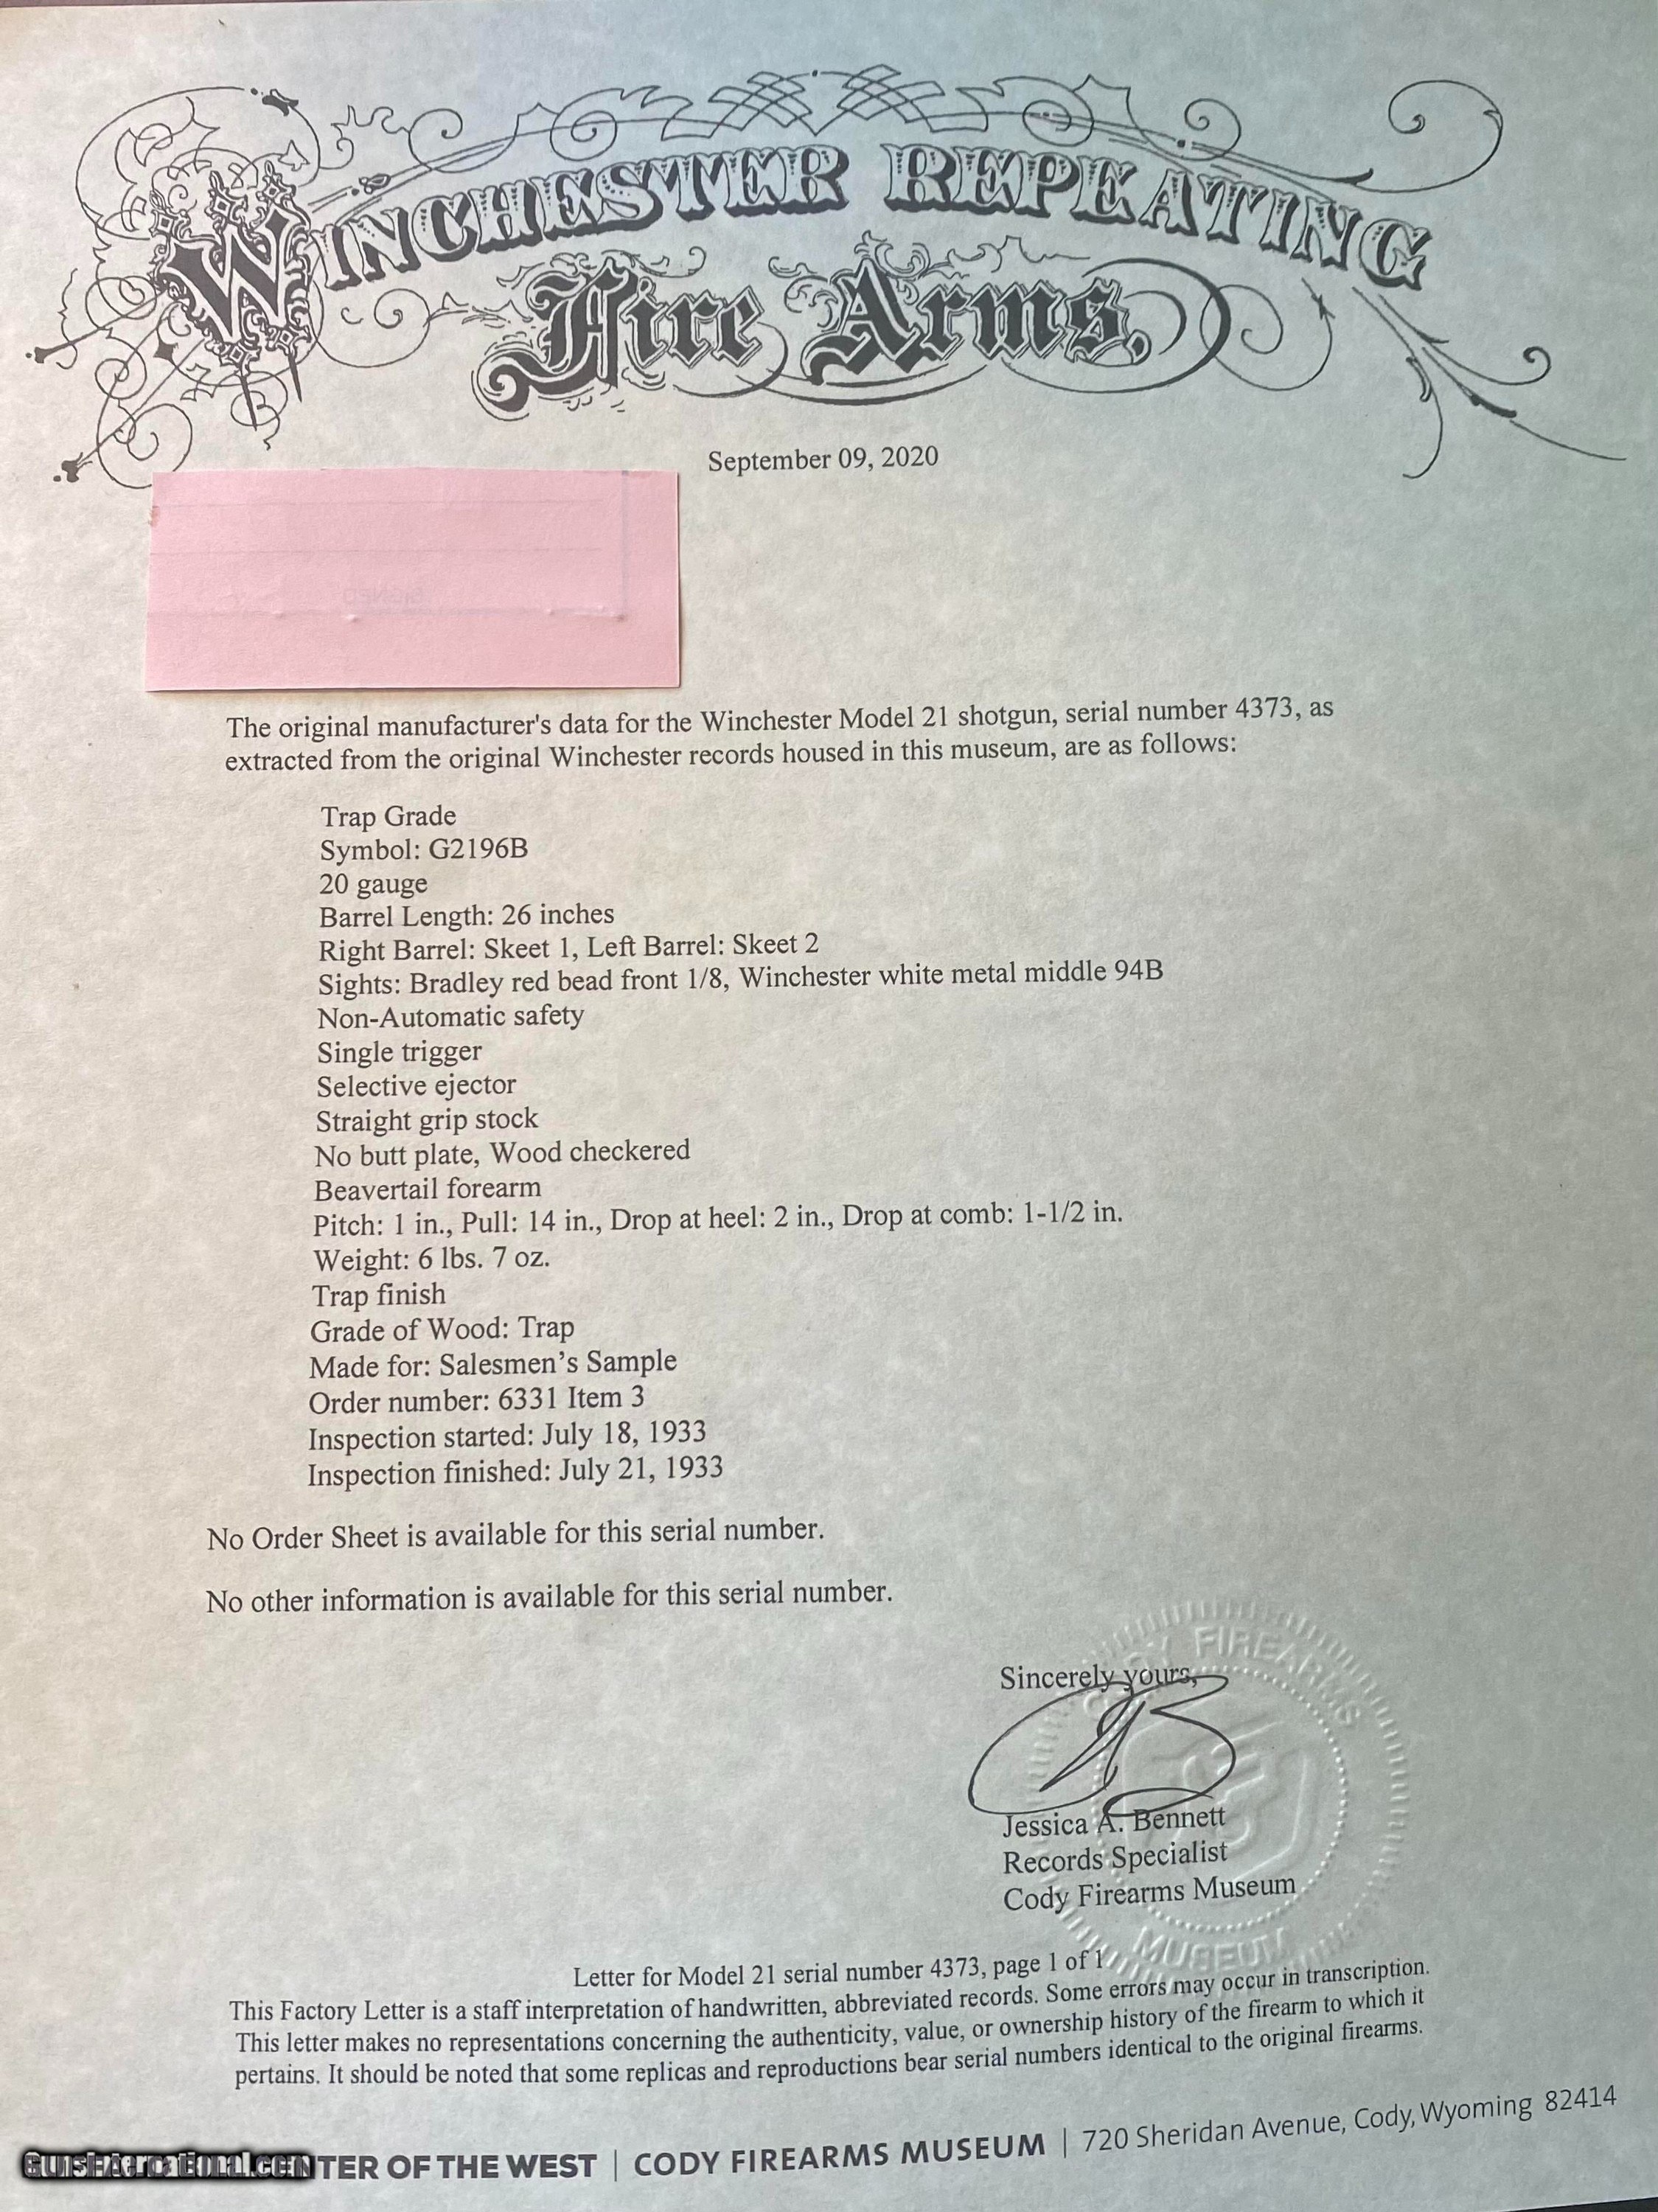 WINCHESTER REPEATING
Fire Arms,
September 09, 2020
The original manufacturer's data for the Winchester Model 21 shotgun, serial number 4373, as
extracted from the original Winchester records housed in this museum, are as follows:
Trap Grade
Symbol: G2196B
20 gauge
Barrel Length: 26 inches
Right Barrel: Skeet 1, Left Barrel: Skeet 2
Sights: Bradley red bead front 1/8, Winchester white metal middle 94B
Non-Automatic safety
Single trigger
Selective ejector
Straight grip stock
No butt plate, Wood checkered
Beavertail forearm
Pitch: 1 in., Pull: 14 in., Drop at heel: 2 in., Drop at comb: 1-1/2 in.
Weight: 6 lbs. 7 oz.
Trap finish
Grade of Wood: Trap
Made for: Salesmen’s Sample
Order number: 6331 Item 3
Inspection started: July 18, 1933
Inspection finished: July 21, 1933
No Order Sheet is available for this serial number.
No other information is available for this serial number.
Sincerely yours,
Jessica A. Bennett
Records Specialist
Cody Firearms Museum
FIREARMS
MUSEUM
Letter for Model 21 serial number 4373, page 1 of 1
This Factory Letter is a staff interpretation of handwritten, abbreviated records. Some errors may occur in transcription.
This letter makes no representations concerning the authenticity, value, or ownership history of the firearm to which it
pertains. It should be noted that some replicas and reproductions bear serial numbers identical to the original firearms.
GunsInternational.com
TER OF THE WEST | CODY FIREARMS MUSEUM | 720 Sheridan Avenue, Cody, Wyoming 82414